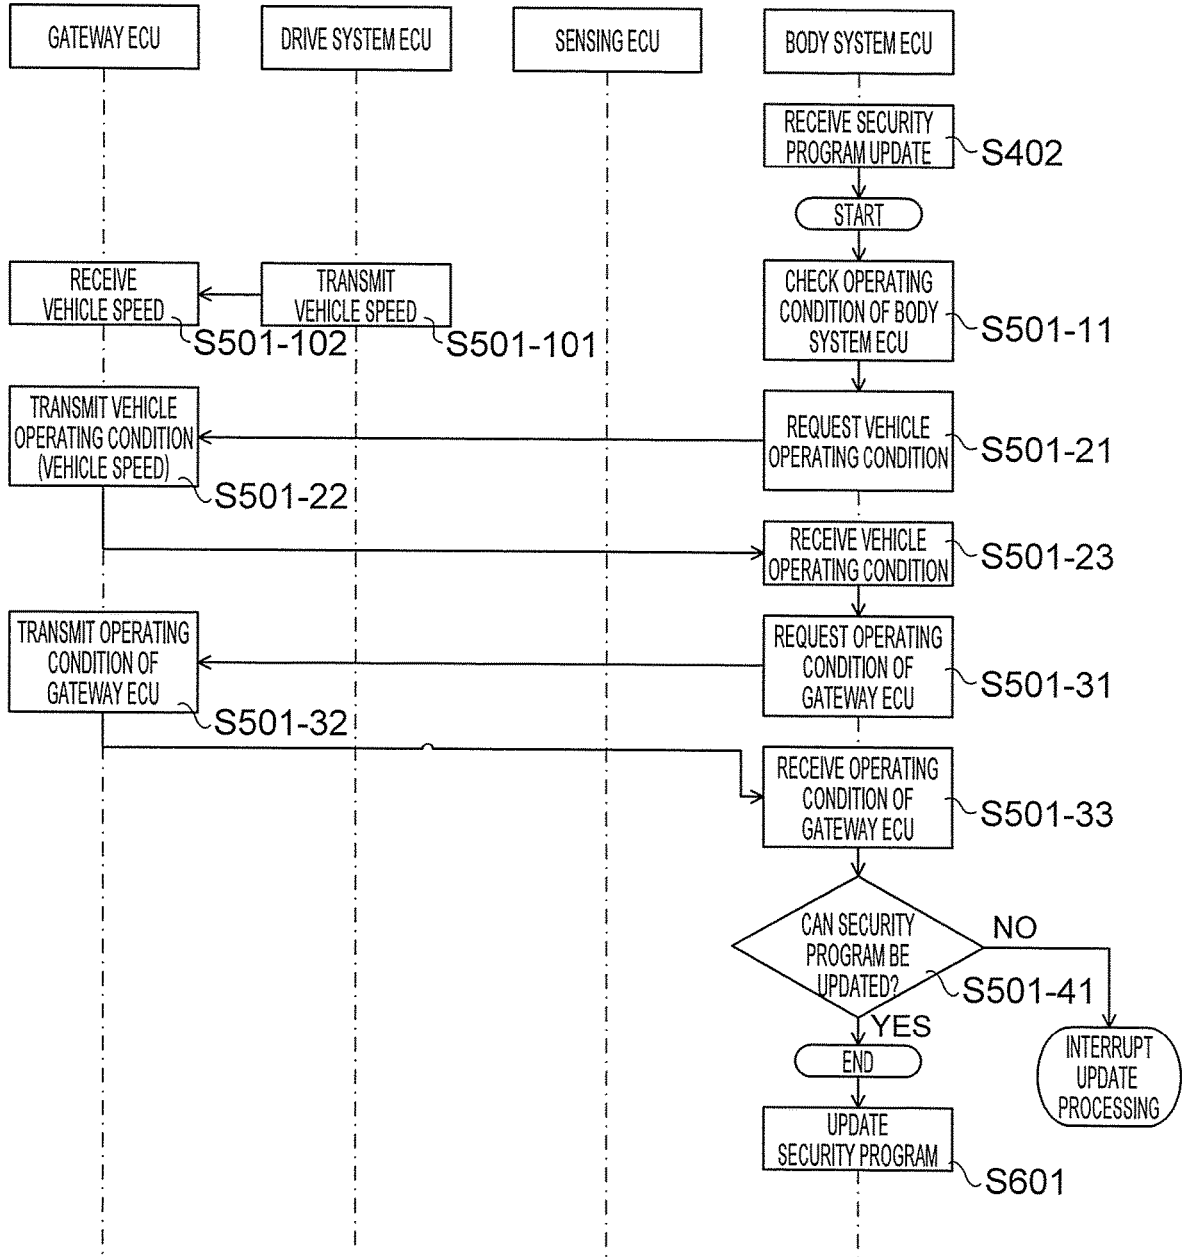 GATEWAY ECU
DRIVE SYSTEM ECU
SENSING ECU
BODY SYSTEM ECU
RECEIVE SECURITY
PROGRAM UPDATE
S402
START
RECEIVE
VEHICLE SPEED
S501-102
TRANSMIT
VEHICLE SPEED
S501-101
CHECK OPERATING
CONDITION OF BODY
SYSTEM ECU
S501-11
TRANSMIT VEHICLE
OPERATING CONDITION
(VEHICLE SPEED)
S501-22
REQUEST VEHICLE
OPERATING CONDITION
S501-21
RECEIVE VEHICLE
OPERATING CONDITION
S501-23
TRANSMIT OPERATING
CONDITION OF
GATEWAY ECU
S501-32
REQUEST OPERATING
CONDITION OF
GATEWAY ECU
S501-31
RECEIVE OPERATING
CONDITION OF
GATEWAY ECU
S501-33
CAN SECURITY
PROGRAM BE
UPDATED?
S501-41
NO
YES
END
INTERRUPT
UPDATE
PROCESSING
UPDATE
SECURITY PROGRAM
S601